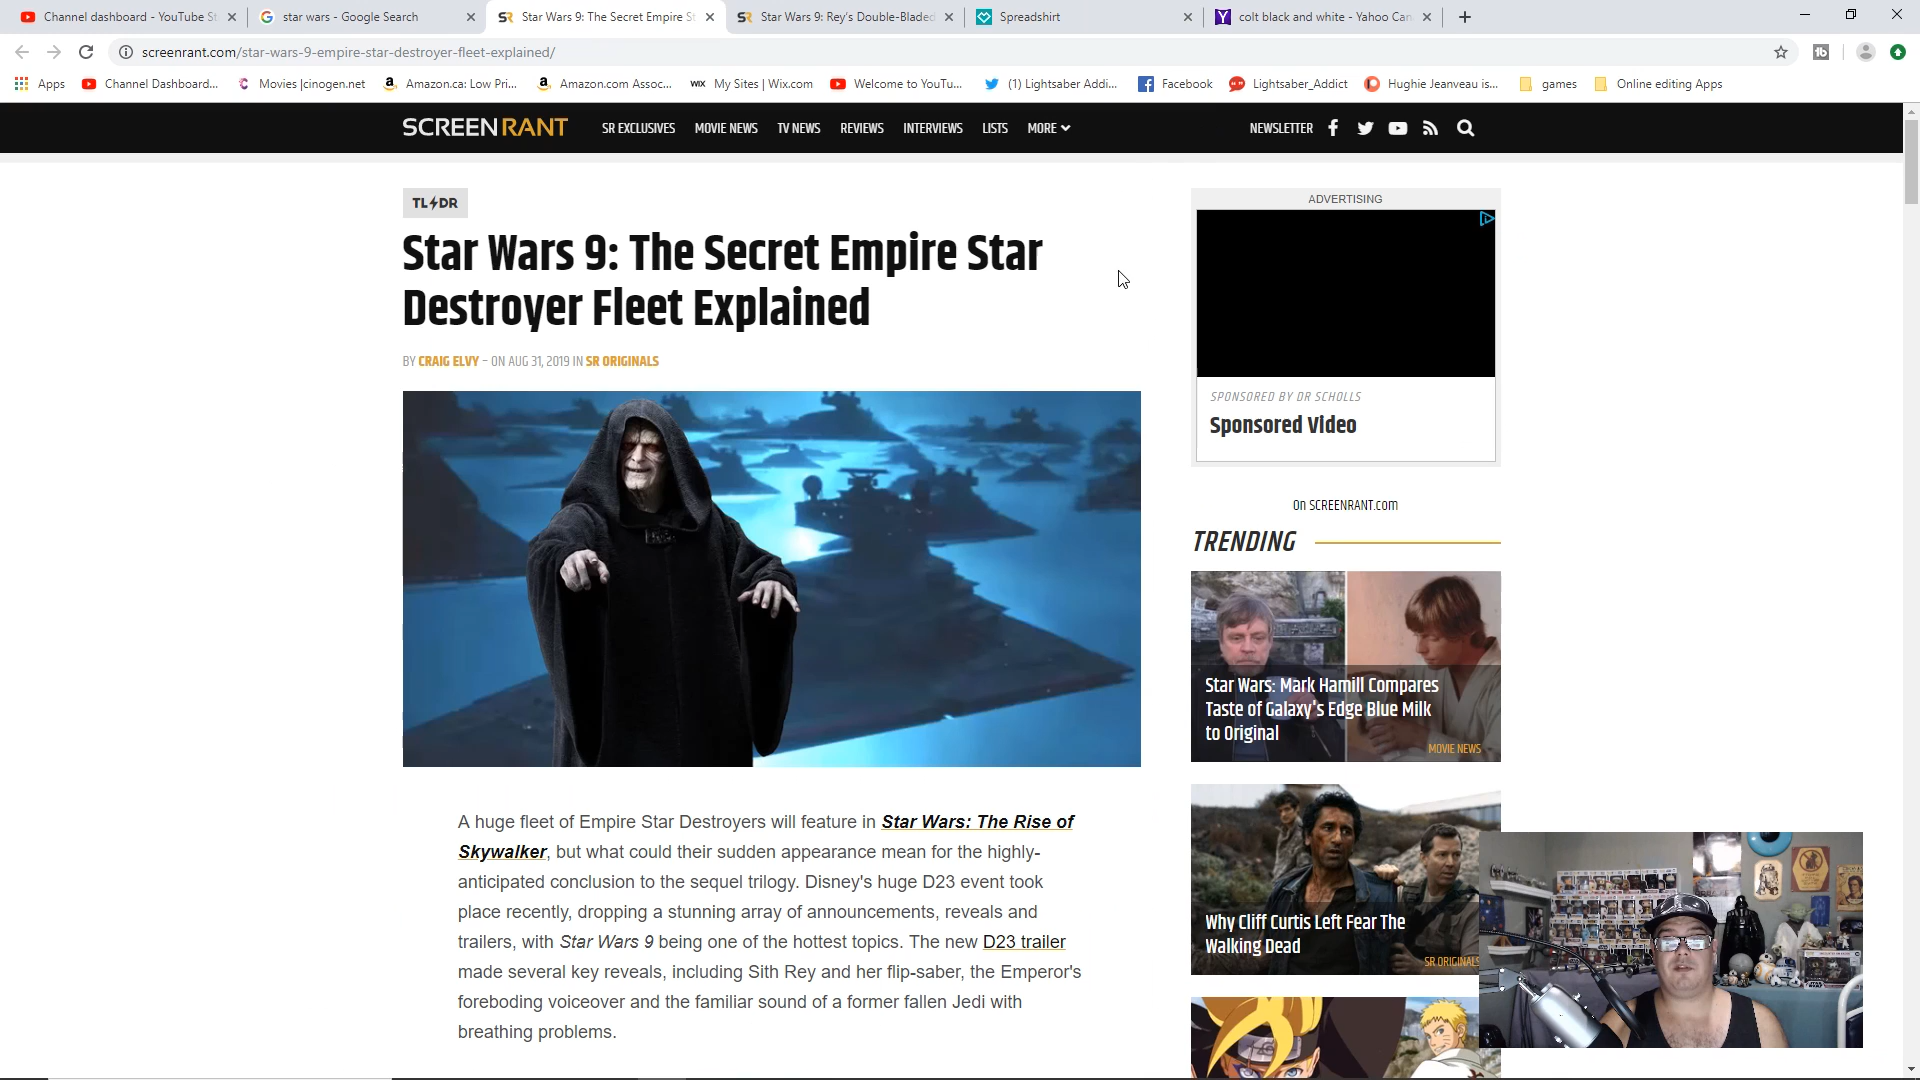 Channel dashboard - YouTube St
star wars - Google Search
Star Wars 9: The Secret Empire St
Star Wars 9: Rey's Double-Bladed
Spreadshirt
colt black and white - Yahoo Can
screenrant.com/star-wars-9-empire-star-destroyer-fleet-explained/
Apps
Channel Dashboard...
Movies |cinogen.net
Amazon.ca: Low Pri...
Amazon.com Assoc...
WIX My Sites | Wix.com
Welcome to YouTu...
(1) Lightsaber Addi...
Facebook
Lightsaber_Addict
Hughie Jeanveau is...
games
Online editing Apps
SCREENRANT
SR EXCLUSIVES
MOVIE NEWS
TV NEWS
REVIEWS
INTERVIEWS
LISTS
MORE
NEWSLETTER
TLDR
Star Wars 9: The Secret Empire Star
Destroyer Fleet Explained
BY CRAIG ELVY – ON AUG 31, 2019 IN SR ORIGINALS
ADVERTISING
SPONSORED BY DR SCHOLLS
Sponsored Video
On SCREENRANT.com
TRENDING
Star Wars: Mark Hamill Compares
Taste of Galaxy's Edge Blue Milk
to Original
MOVIE NEWS
Why Cliff Curtis Left Fear The
Walking Dead
SR ORIGINALS
A huge fleet of Empire Star Destroyers will feature in Star Wars: The Rise of
Skywalker, but what could their sudden appearance mean for the highly-
anticipated conclusion to the sequel trilogy. Disney's huge D23 event took
place recently, dropping a stunning array of announcements, reveals and
trailers, with Star Wars 9 being one of the hottest topics. The new D23 trailer
made several key reveals, including Sith Rey and her flip-saber, the Emperor's
foreboding voiceover and the familiar sound of a former fallen Jedi with
breathing problems.